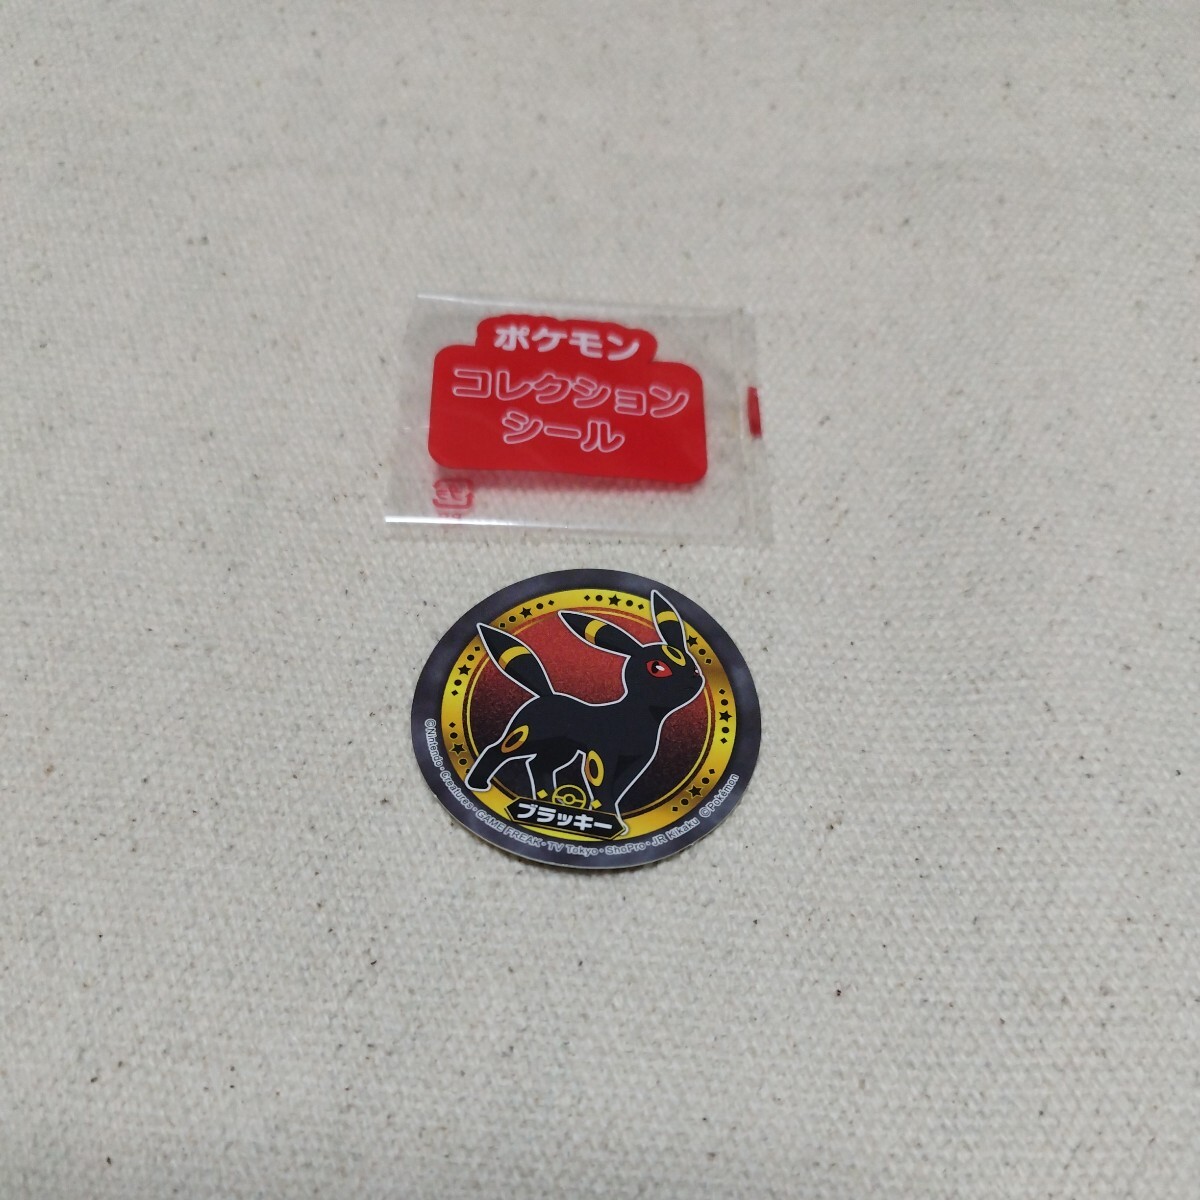 ポケモン
コレクション
シール
ブラッキー
©Nintendo・Creatures・GAME FREAK・TV Tokyo・ShoPro・JR Kikaku ©Pokémon